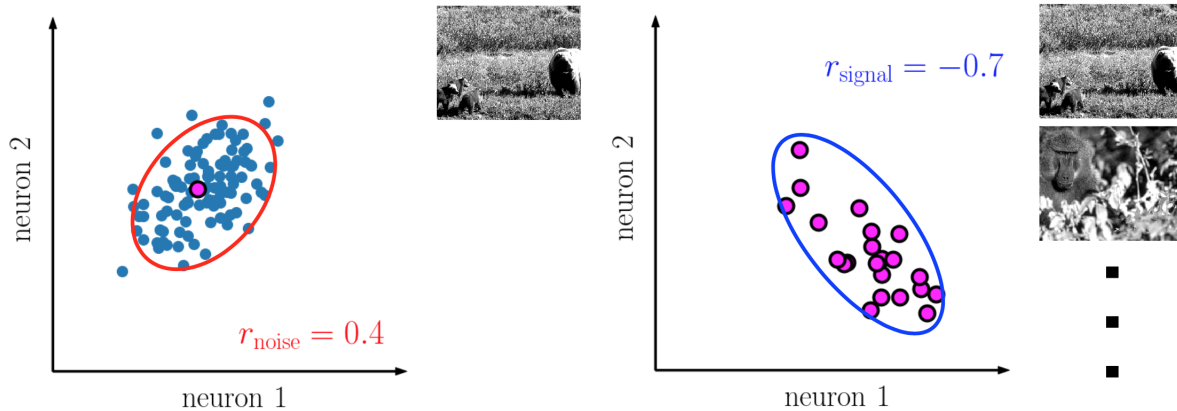 neuron 2
r_noise = 0.4
neuron 1
r_signal = −0.7
neuron 2
neuron 1